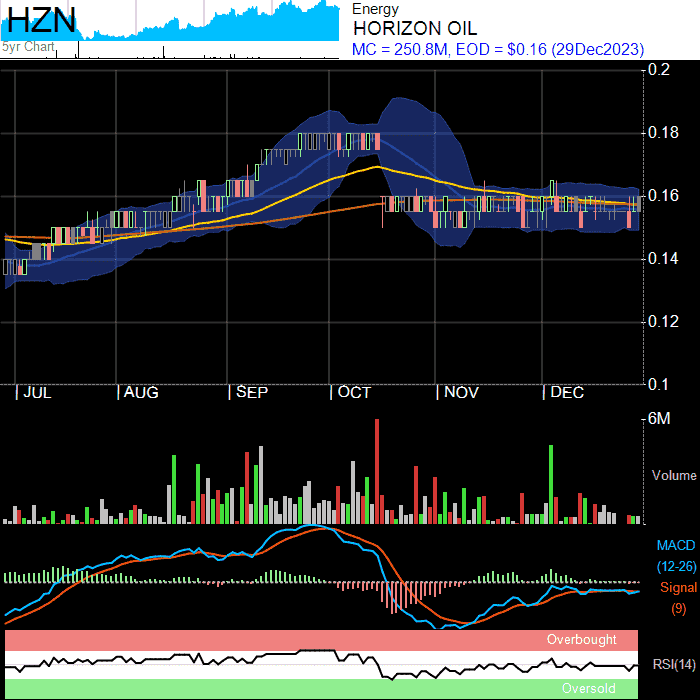 HZN
5yr Chart
Energy
HORIZON OIL
MC = 250.8M, EOD = $0.16 (29Dec2023)
0.2
0.18
0.16
0.14
0.12
0.1
JUL AUG SEP OCT NOV DEC
6M
Volume
MACD
(12-26)
Signal
(9)
Overbought
RSI(14)
Oversold